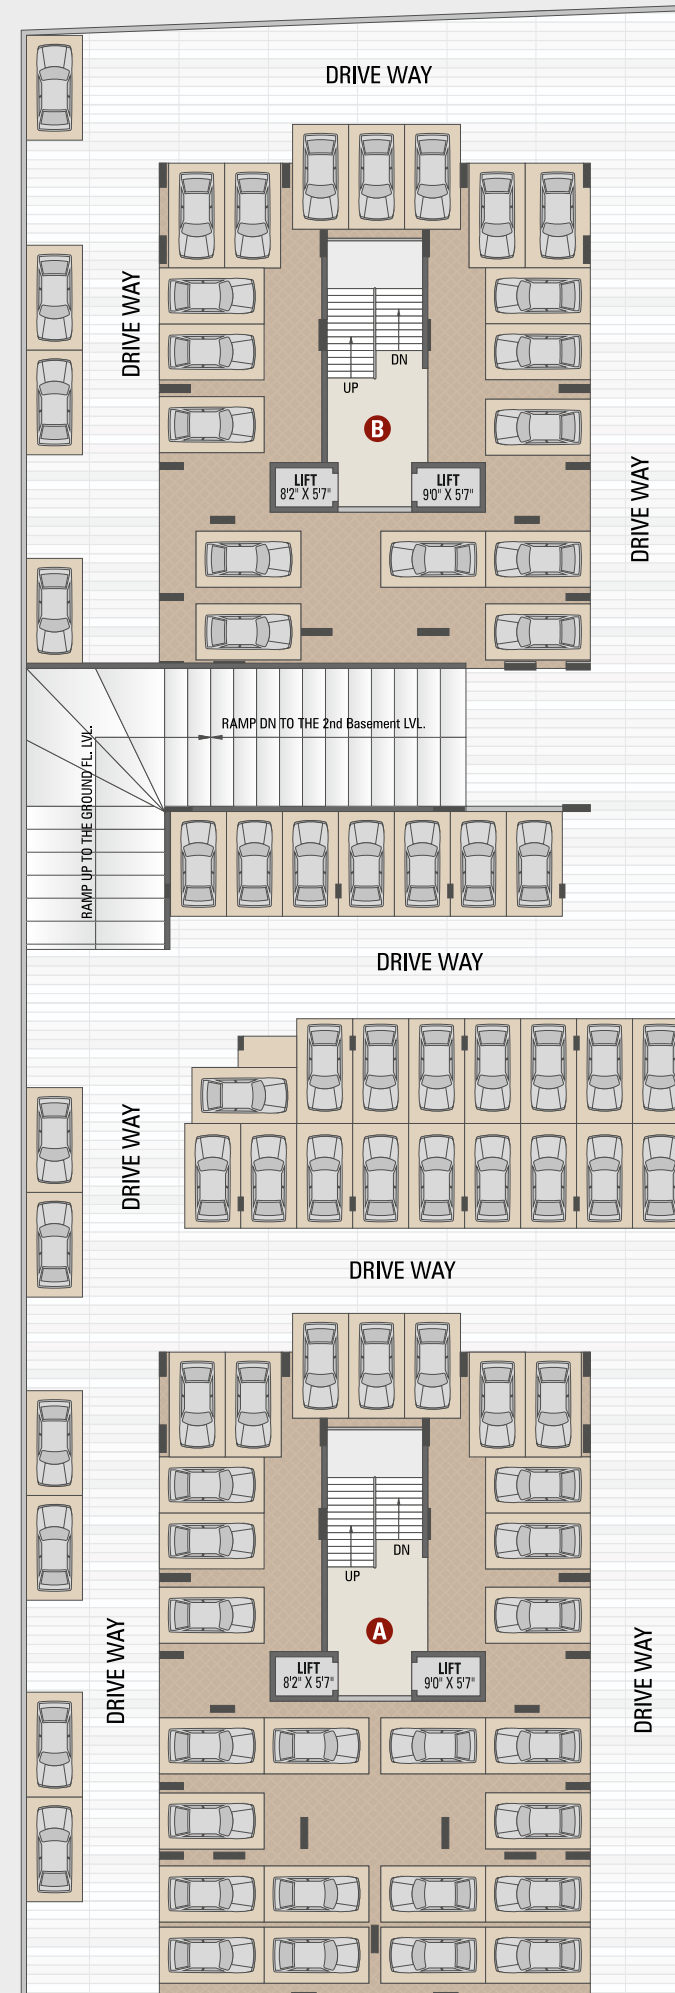 DRIVE WAY
DRIVE WAY
DN
UP
B
LIFT
8'2" X 5'7"
LIFT
9'0" X 5'7"
DRIVE WAY
RAMP DN TO THE 2nd Basement LVL.
RAMP UP TO THE GROUND FL. LVL.
DRIVE WAY
DRIVE WAY
DRIVE WAY
DN
UP
A
LIFT
8'2" X 5'7"
LIFT
9'0" X 5'7"
DRIVE WAY
DRIVE WAY